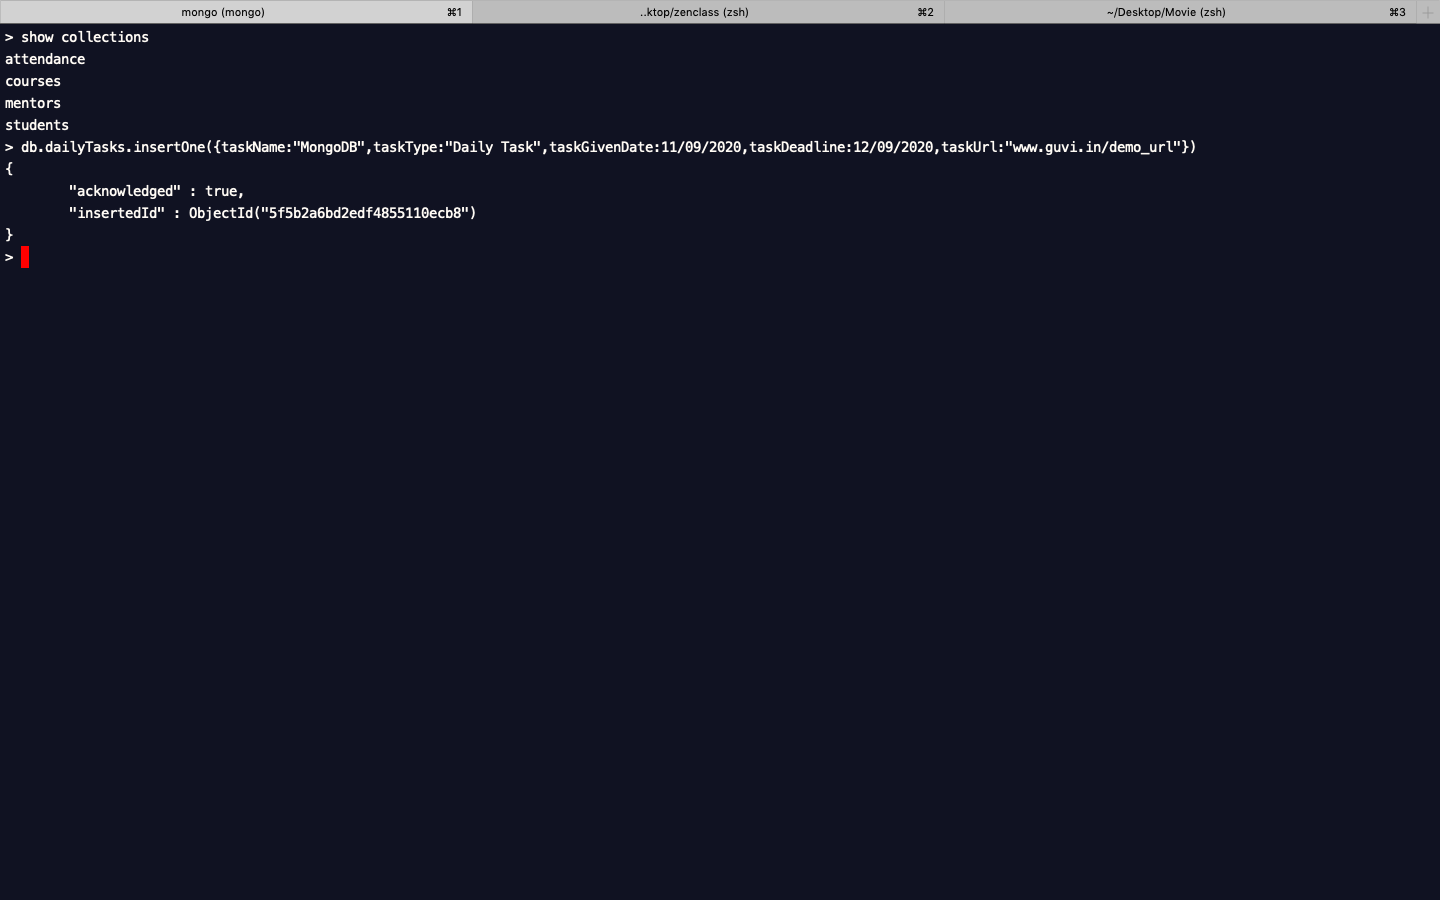 mongo (mongo) ⌘1 ..ktop/zenclass (zsh) ⌘2 ~/Desktop/Movie (zsh) ⌘3 +
> show collections
attendance
courses
mentors
students
> db.dailyTasks.insertOne({taskName:"MongoDB",taskType:"Daily Task",taskGivenDate:11/09/2020,taskDeadline:12/09/2020,taskUrl:"www.guvi.in/demo_url"})
{
        "acknowledged" : true,
        "insertedId" : ObjectId("5f5b2a6bd2edf4855110ecb8")
}
>